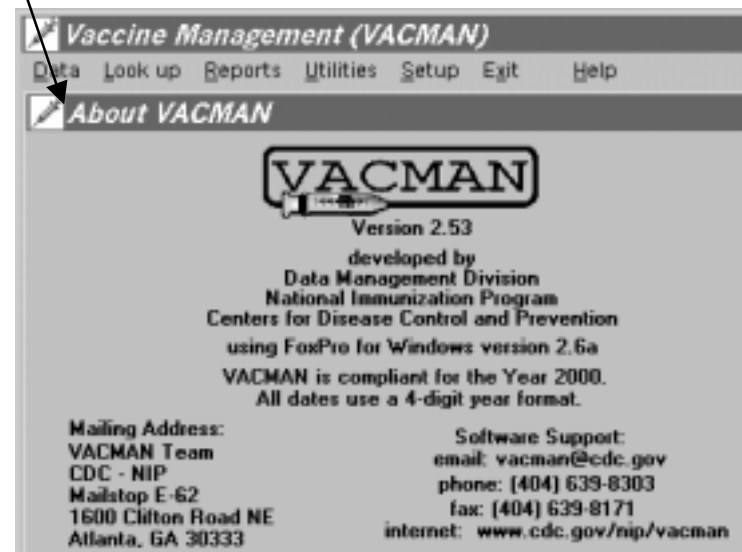 Vaccine Management (VACMAN)
Data Look up Reports Utilities Setup Exit Help
About VACMAN
VACMAN
Version 2.53
developed by
Data Management Division
National Immunization Program
Centers for Disease Control and Prevention
using FoxPro for Windows version 2.6a
VACMAN is compliant for the Year 2000.
All dates use a 4-digit year format.
Mailing Address:
VACMAN Team
CDC - NIP
Mailstop E-62
1600 Clifton Road NE
Atlanta, GA 30333
Software Support:
email: vacman@cdc.gov
phone: (404) 639-8303
fax: (404) 639-8171
internet: www.cdc.gov/nip/vacman